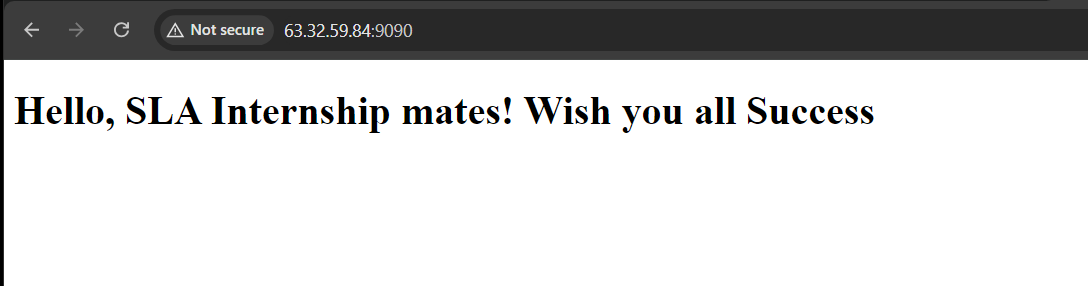 Not secure 63.32.59.84:9090
Hello, SLA Internship mates! Wish you all Success